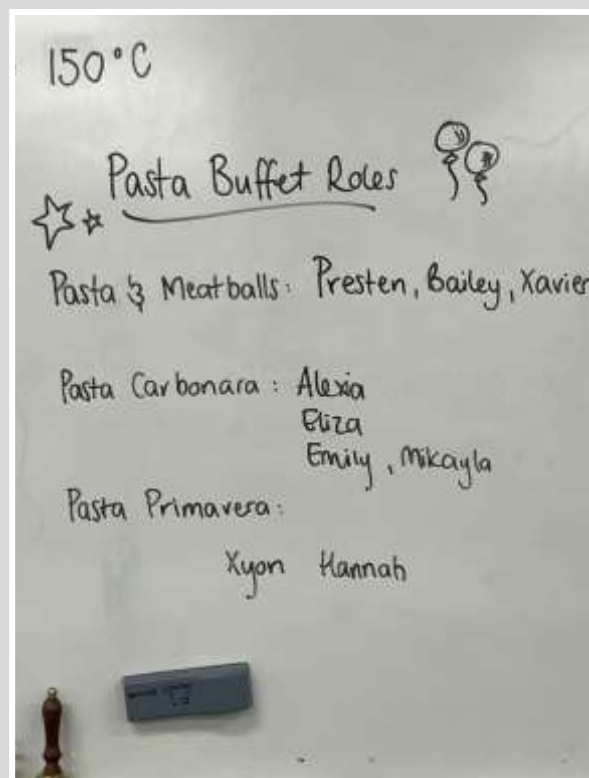 150°C
Pasta Buffet Roles
Pasta & Meatballs: Presten, Bailey, Xavier
Pasta Carbonara: Alexia
Eliza
Emily, Mikayla
Pasta Primavera:
Xyon Hannah